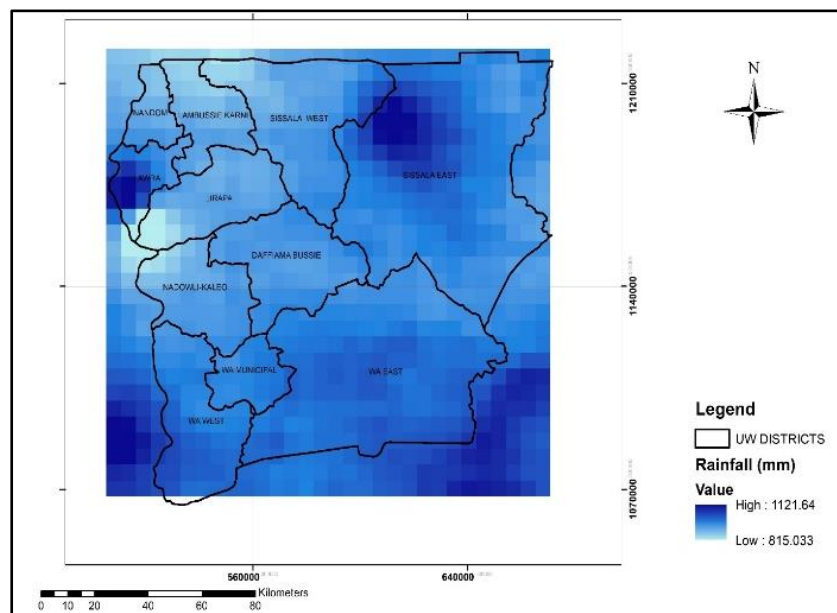 N
1210000
NANDOM
LAMBUSSIE KARNI
SISSALA WEST
SISSALA EAST
JIRAPA
DAFFIAMA BUSSIE
NADOWLI-KALEO
1140000
WA MUNICIPAL
WA EAST
WA WEST
Legend
UW DISTRICTS
Rainfall (mm)
Value
High : 1121.64
Low : 815.033
1070000
560000
640000
Kilometers
0 10 20 40 60 80